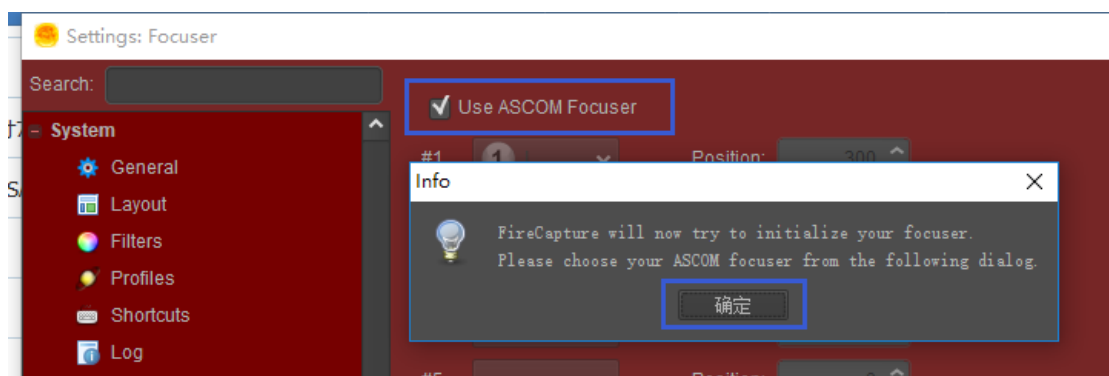 Settings: Focuser
Search:
Use ASCOM Focuser
System
#1
1
Position:
300
General
Layout
Filters
Profiles
Shortcuts
Log
Info
FireCapture will now try to initialize your focuser.
Please choose your ASCOM focuser from the following dialog.
确定
Position: